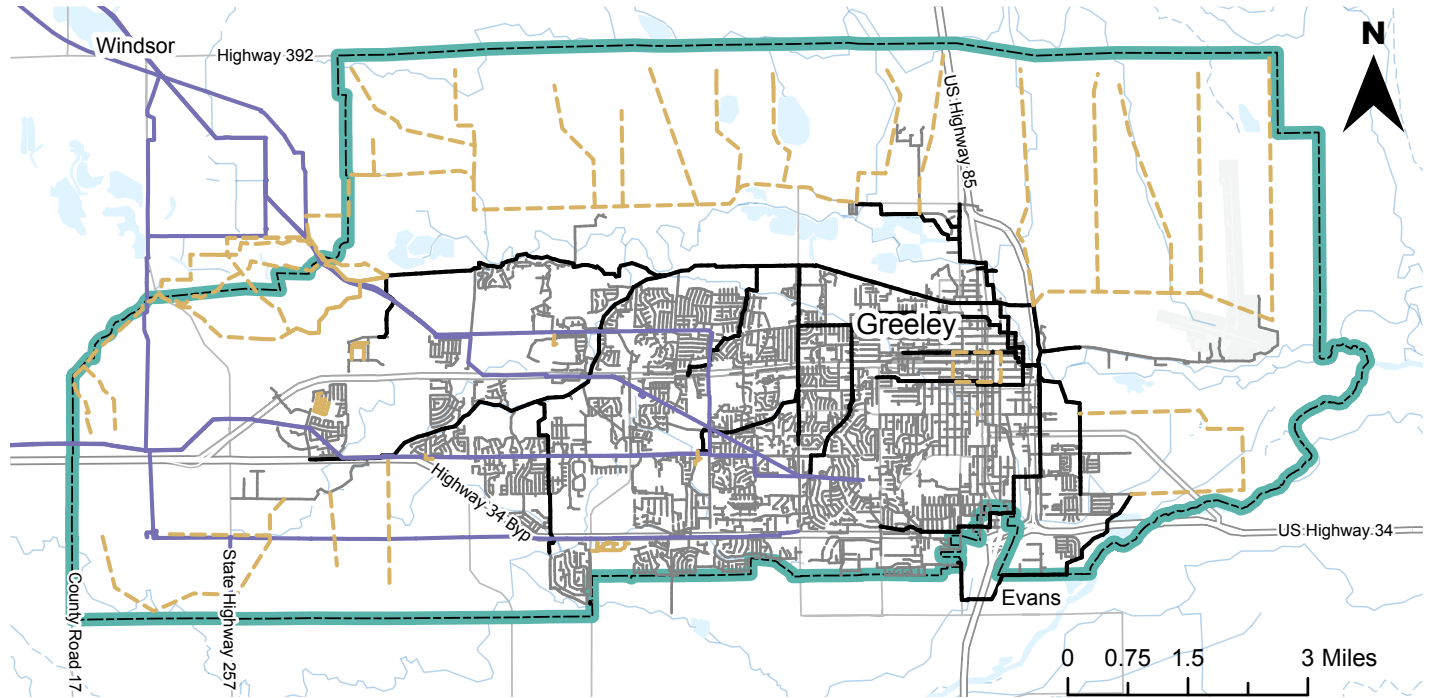 Windsor
Highway 392
N
US Highway 85
Greeley
Highway 34 Byp
US Highway 34
County Road 17
State Highway 257
Evans
0 0.75 1.5 3 Miles